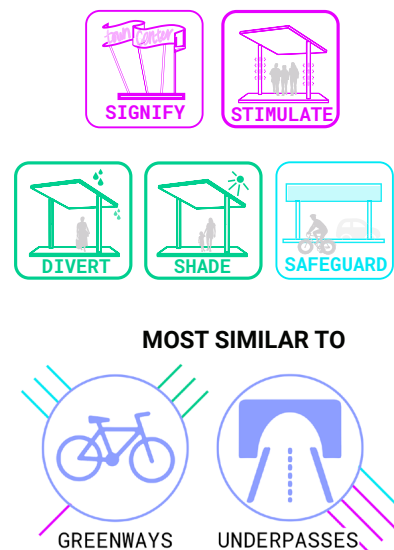 town center
SIGNIFY
STIMULATE
DIVERT
SHADE
SAFEGUARD
MOST SIMILAR TO
GREENWAYS
UNDERPASSES